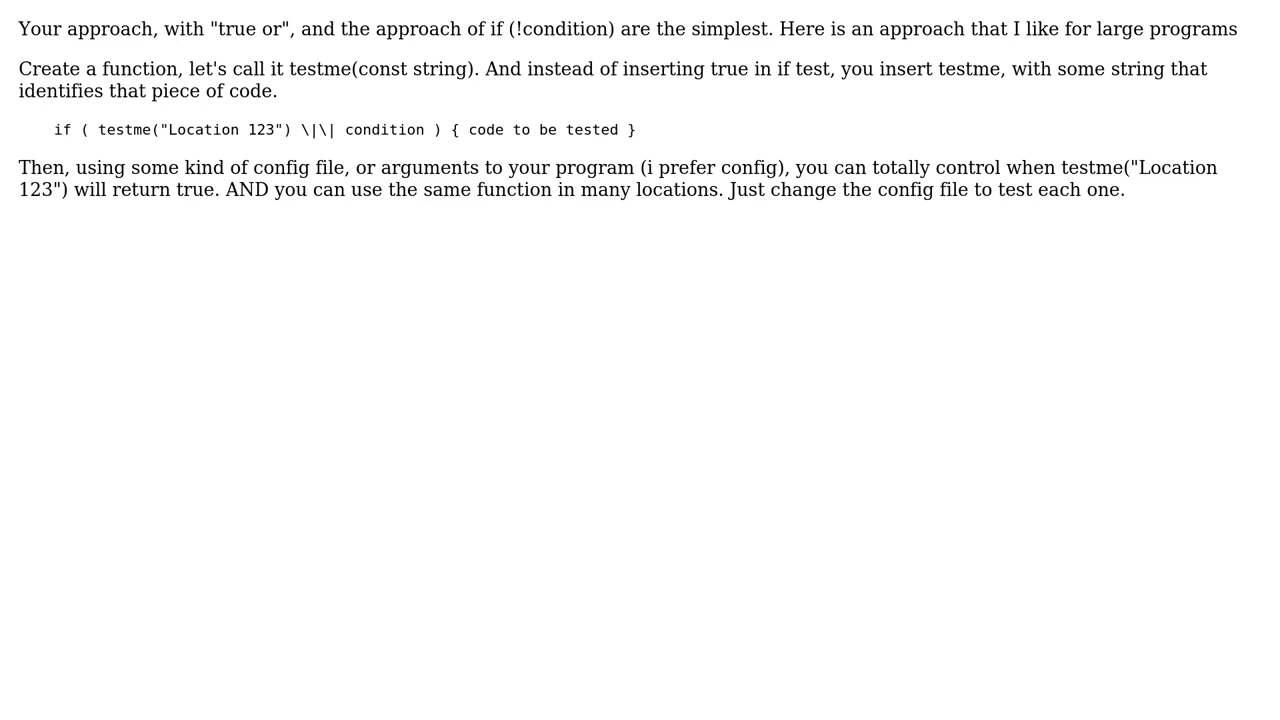 Your approach, with "true or", and the approach of if (!condition) are the simplest. Here is an approach that I like for large programs
Create a function, let's call it testme(const string). And instead of inserting true in if test, you insert testme, with some string that
identifies that piece of code.
if ( testme("Location 123") \|\| condition ) { code to be tested }
Then, using some kind of config file, or arguments to your program (i prefer config), you can totally control when testme("Location
123") will return true. AND you can use the same function in many locations. Just change the config file to test each one.